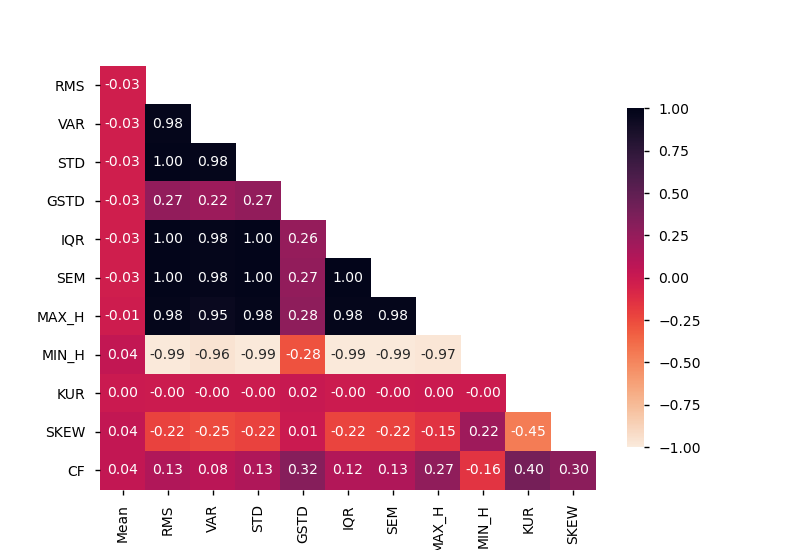 RMS -0.03
VAR -0.03 0.98
STD -0.03 1.00 0.98
GSTD -0.03 0.27 0.22 0.27
IQR -0.03 1.00 0.98 1.00 0.26
SEM -0.03 1.00 0.98 1.00 0.27 1.00
MAX_H -0.01 0.98 0.95 0.98 0.28 0.98 0.98
MIN_H 0.04 -0.99 -0.96 -0.99 -0.28 -0.99 -0.99 -0.97
KUR 0.00 -0.00 -0.00 -0.00 0.02 -0.00 -0.00 0.00 -0.00
SKEW 0.04 -0.22 -0.25 -0.22 0.01 -0.22 -0.22 -0.15 0.22 -0.45
CF 0.04 0.13 0.08 0.13 0.32 0.12 0.13 0.27 -0.16 0.40 0.30
Mean RMS VAR STD GSTD IQR SEM MAX_H MIN_H KUR SKEW
1.00
0.75
0.50
0.25
0.00
−0.25
−0.50
−0.75
−1.00